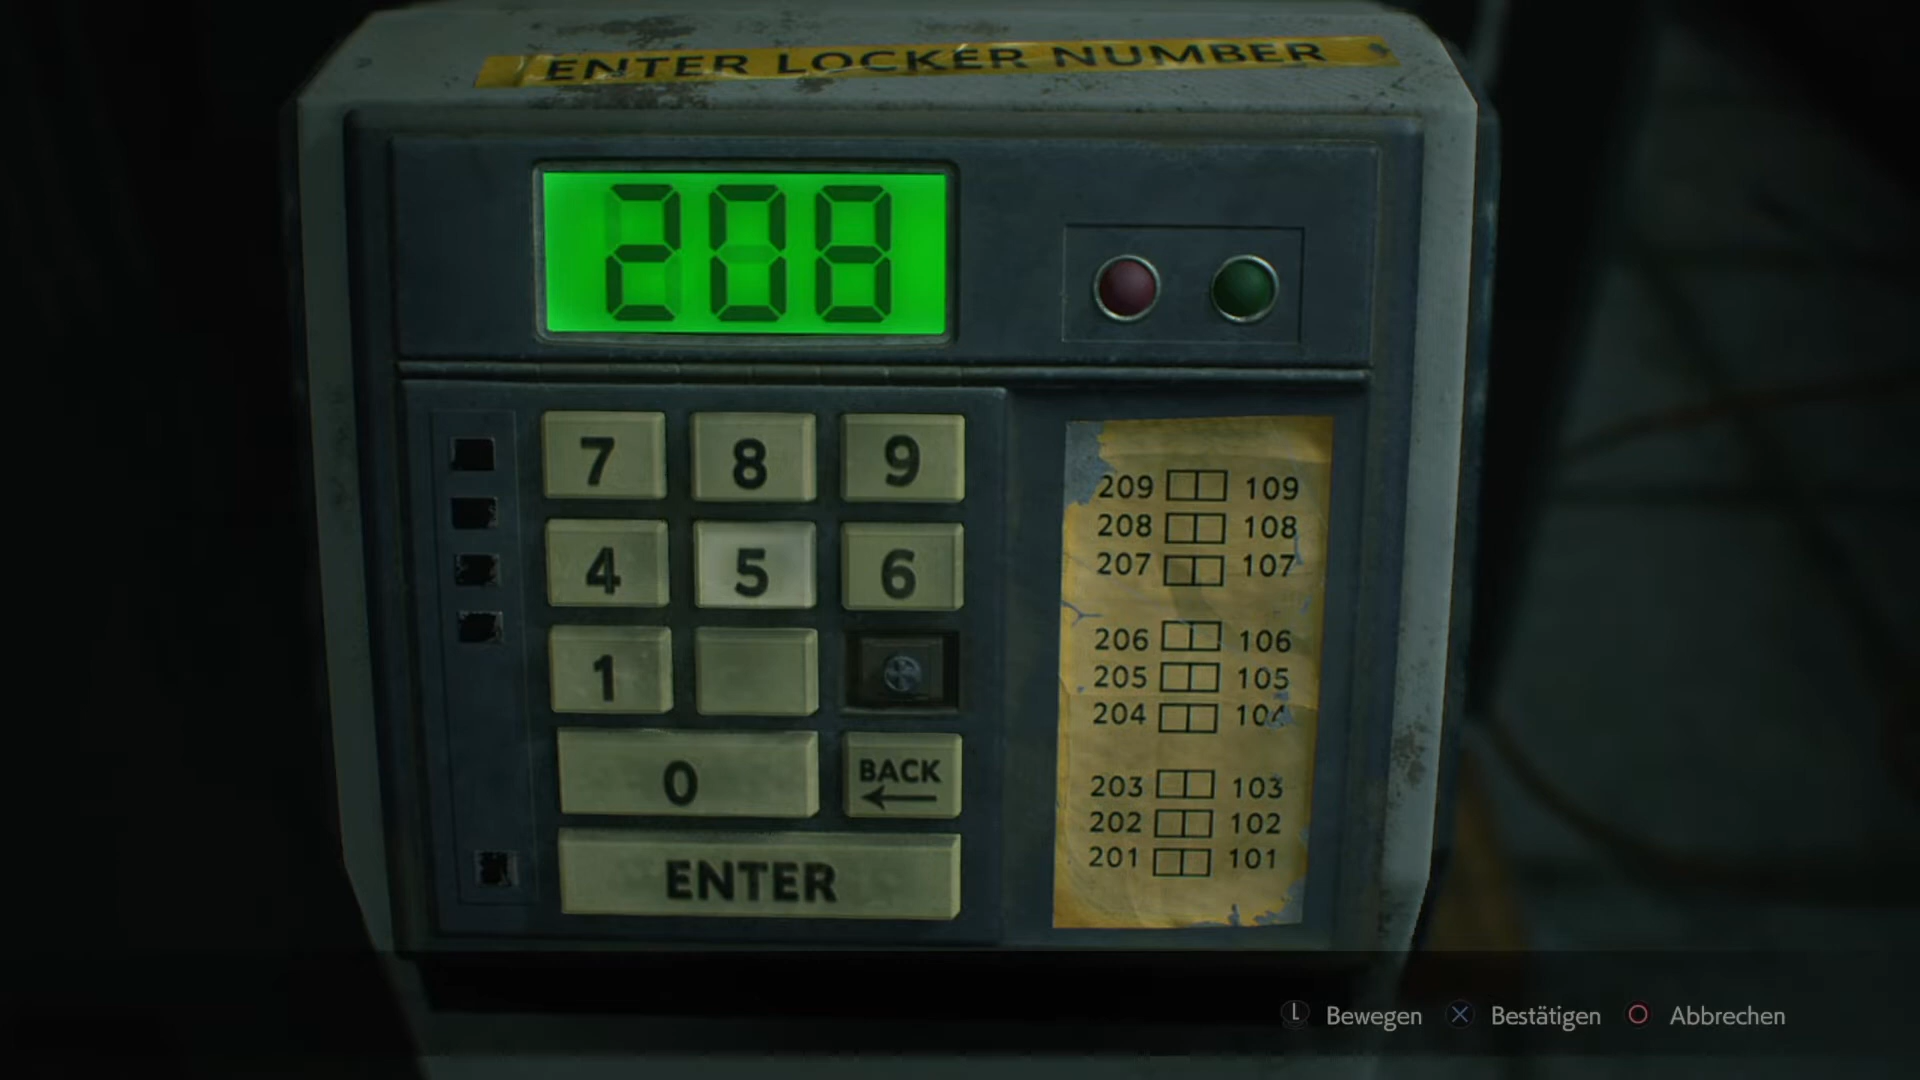 ENTER LOCKER NUMBER
208
7 8 9
4 5 6
1
0 BACK
ENTER
209 109
208 108
207 107
206 106
205 105
204 104
203 103
202 102
201 101
L Bewegen Bestätigen Abbrechen